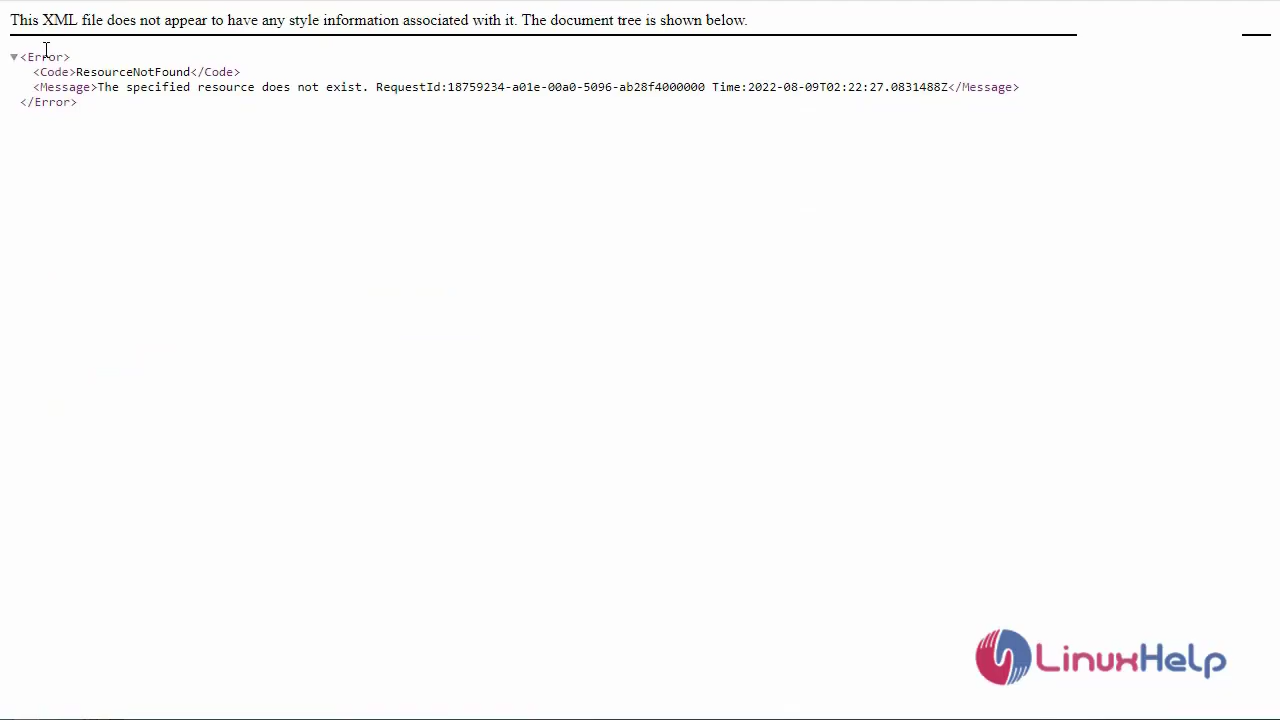 This XML file does not appear to have any style information associated with it. The document tree is shown below.
▼<Error>
<Code>ResourceNotFound</Code>
<Message>The specified resource does not exist. RequestId:18759234-a01e-00a0-5096-ab28f4000000 Time:2022-08-09T02:22:27.0831488Z</Message>
</Error>
LinuxHelp